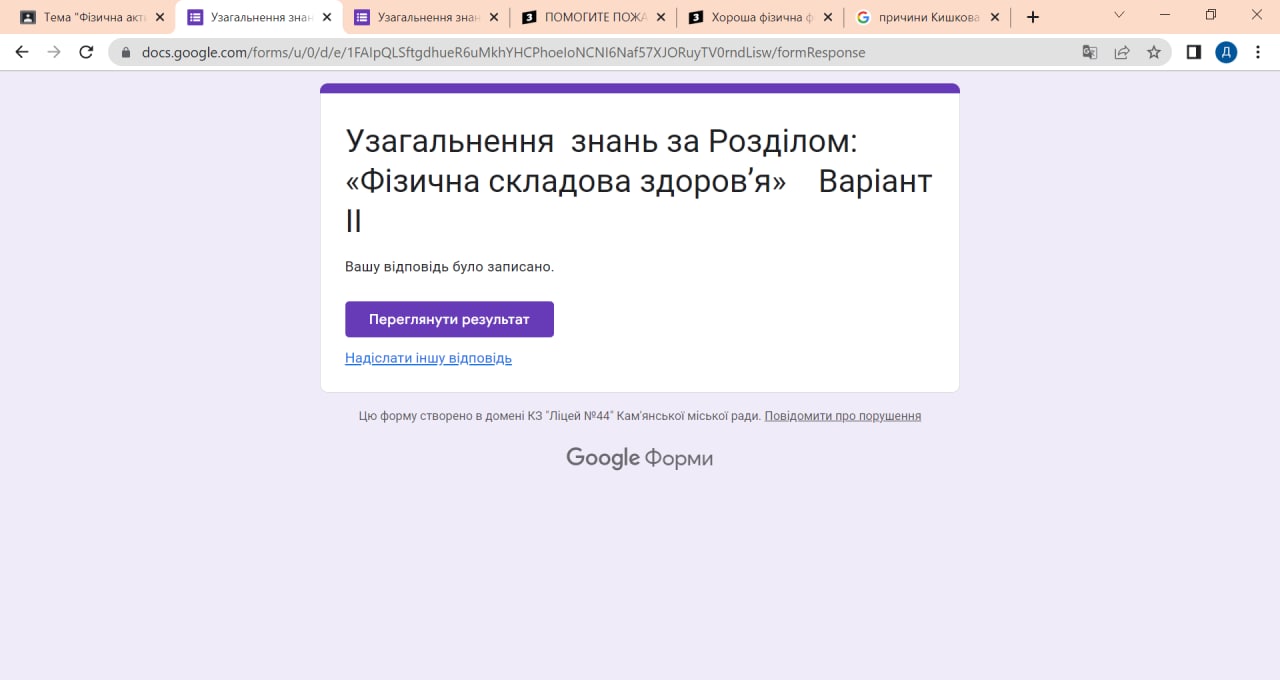 Тема "Фізична акт
Узагальнення знан
Узагальнення знан
ПОМОГИТЕ ПОЖА
Хороша фізична ф
причини Кишкова
docs.google.com/forms/u/0/d/e/1FAIpQLSftgdhueR6uMkhYHCPhoeIoNCNI6Naf57XJORuyTV0rndLisw/formResponse
Д
Узагальнення знань за Розділом:
«Фізична складова здоров’я» Варіант
II
Вашу відповідь було записано.
Переглянути результат
Надіслати іншу відповідь
Цю форму створено в домені КЗ "Ліцей №44" Кам'янської міської ради. Повідомити про порушення
Google Форми